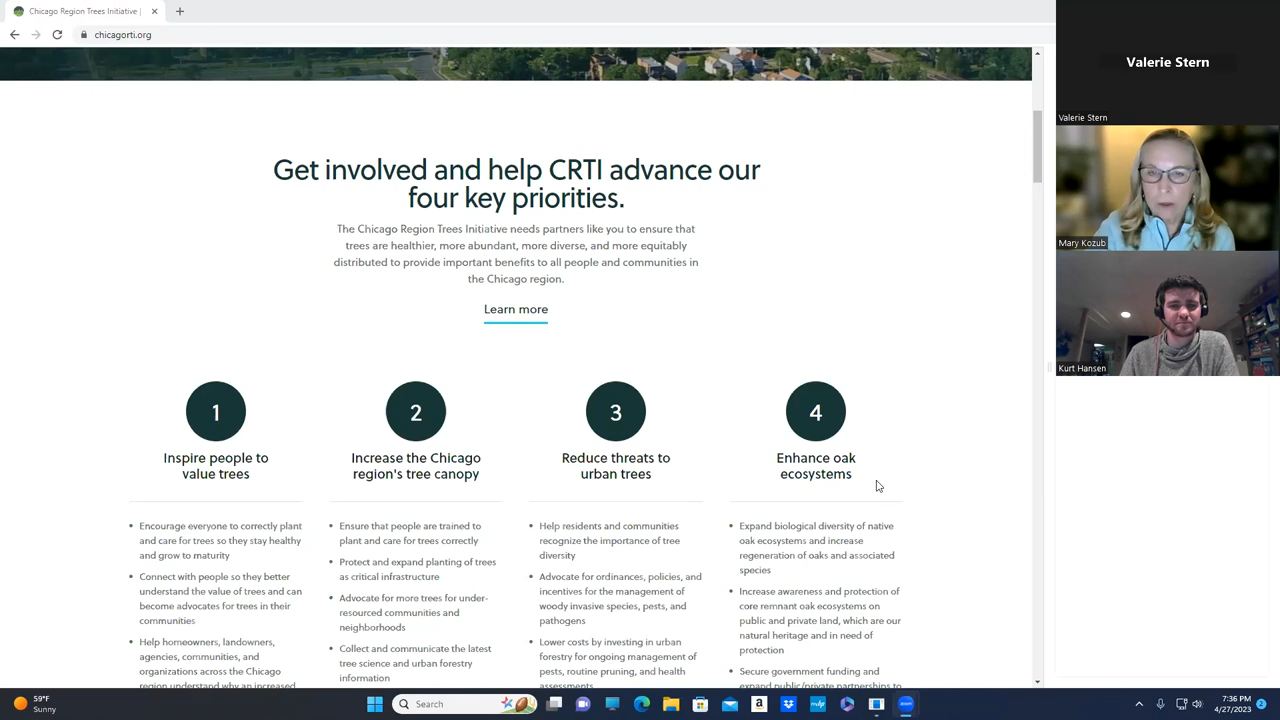 Chicago Region Trees Initiative |
chicagorti.org
Valerie Stern
Valerie Stern
Mary Kozub
Kurt Hansen
Get involved and help CRTI advance our
four key priorities.
The Chicago Region Trees Initiative needs partners like you to ensure that
trees are healthier, more abundant, more diverse, and more equitably
distributed to provide important benefits to all people and communities in
the Chicago region.
Learn more
1
Inspire people to
value trees
Encourage everyone to correctly plant
and care for trees so they stay healthy
and grow to maturity
Connect with people so they better
understand the value of trees and can
become advocates for trees in their
communities
Help homeowners, landowners,
agencies, communities, and
organizations across the Chicago
region understand why an increased
2
Increase the Chicago
region's tree canopy
Ensure that people are trained to
plant and care for trees correctly
Protect and expand planting of trees
as critical infrastructure
Advocate for more trees for under-
resourced communities and
neighborhoods
Collect and communicate the latest
tree science and urban forestry
information
3
Reduce threats to
urban trees
Help residents and communities
recognize the importance of tree
diversity
Advocate for ordinances, policies, and
incentives for the management of
woody invasive species, pests, and
pathogens
Lower costs by investing in urban
forestry for ongoing management of
pests, routine pruning, and health
assessments
4
Enhance oak
ecosystems
Expand biological diversity of native
oak ecosystems and increase
regeneration of oaks and associated
species
Increase awareness and protection of
core remnant oak ecosystems on
public and private land, which are our
natural heritage and in need of
protection
Secure government funding and
expand public/private partnerships to
59°F
Sunny
Search
7:36 PM
4/27/2023